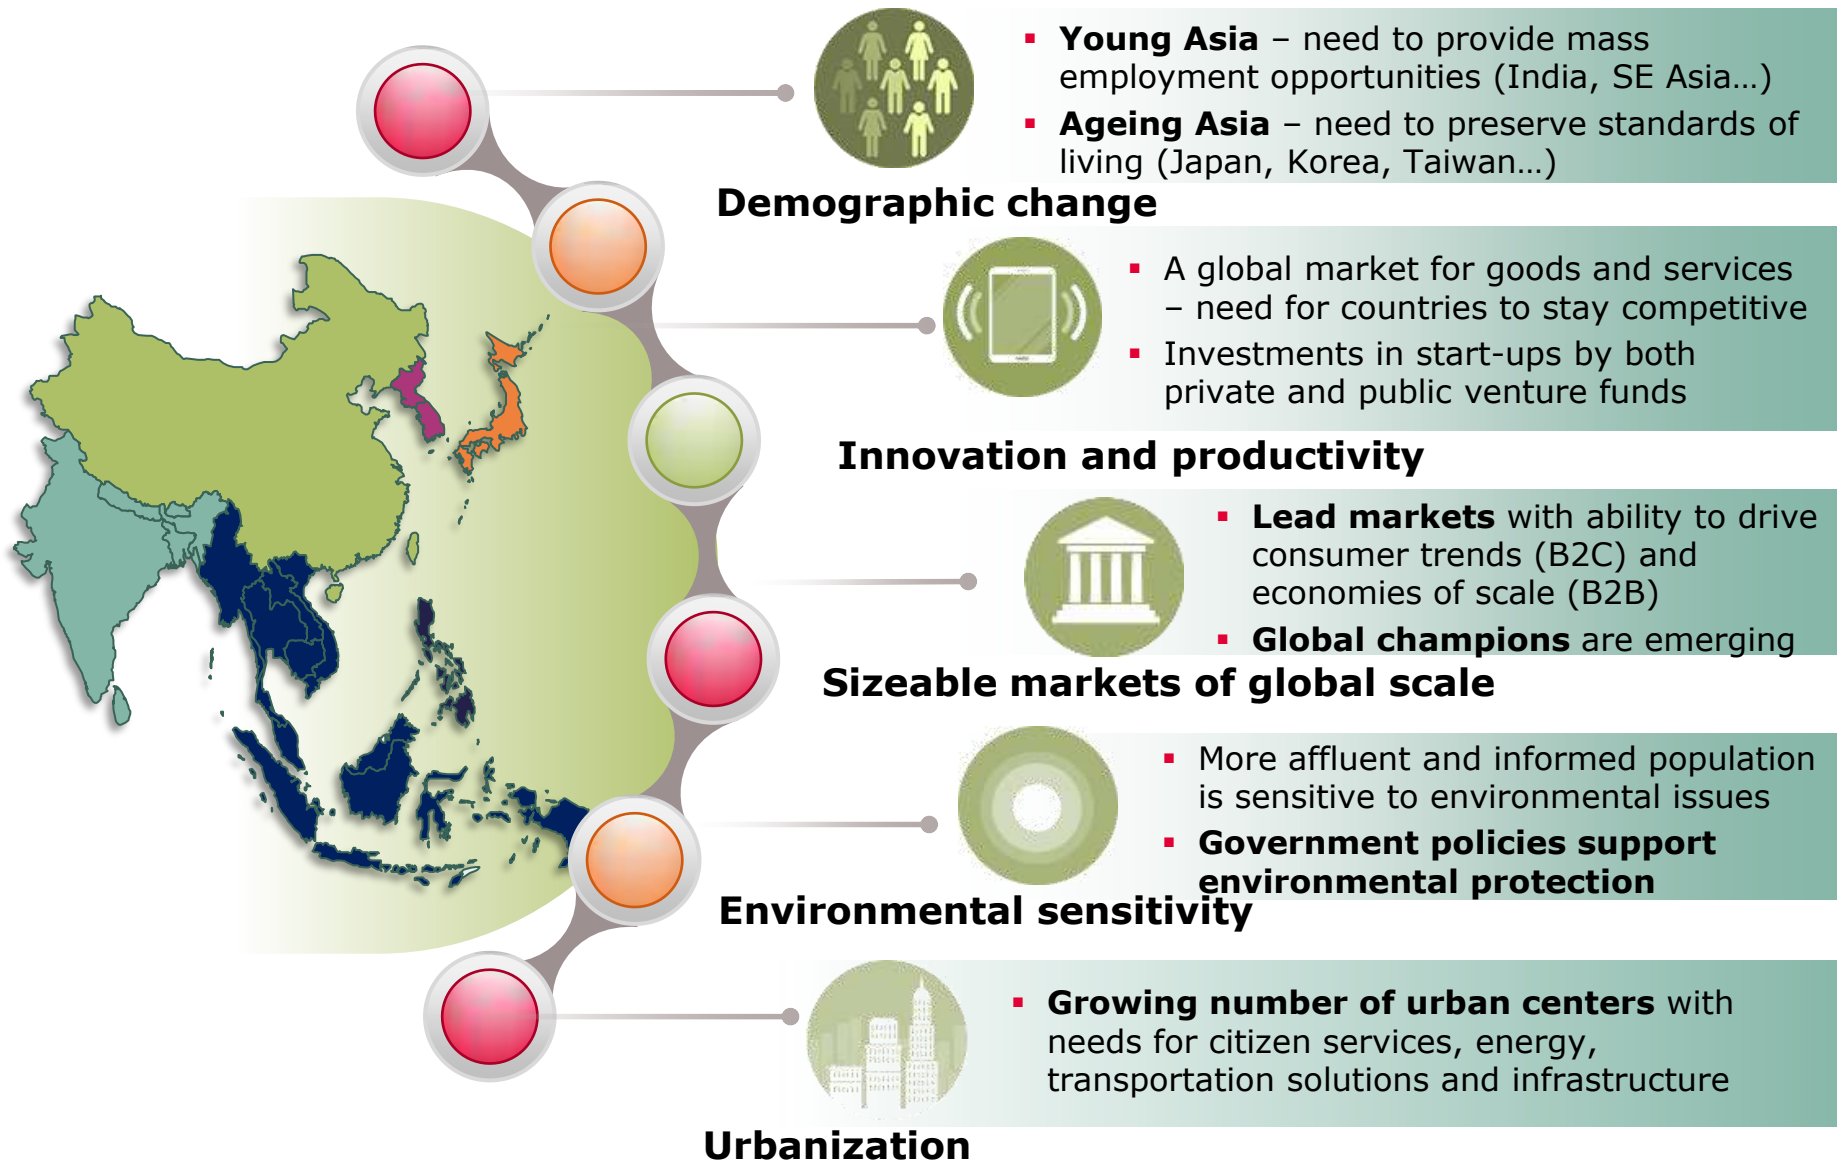 ▪ Young Asia – need to provide mass
employment opportunities (India, SE Asia…)
▪ Ageing Asia – need to preserve standards of
living (Japan, Korea, Taiwan…)
Demographic change
▪ A global market for goods and services
– need for countries to stay competitive
▪ Investments in start-ups by both
private and public venture funds
Innovation and productivity
▪ Lead markets with ability to drive
consumer trends (B2C) and
economies of scale (B2B)
▪ Global champions are emerging
Sizeable markets of global scale
▪ More affluent and informed population
is sensitive to environmental issues
▪ Government policies support
environmental protection
Environmental sensitivity
▪ Growing number of urban centers with
needs for citizen services, energy,
transportation solutions and infrastructure
Urbanization